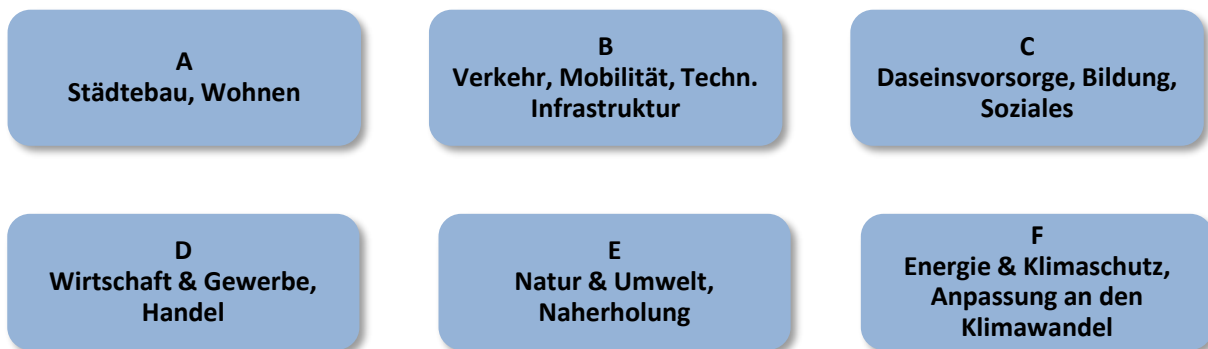 A
Städtebau, Wohnen
B
Verkehr, Mobilität, Techn.
Infrastruktur
C
Daseinsvorsorge, Bildung,
Soziales
D
Wirtschaft & Gewerbe,
Handel
E
Natur & Umwelt,
Naherholung
F
Energie & Klimaschutz,
Anpassung an den
Klimawandel